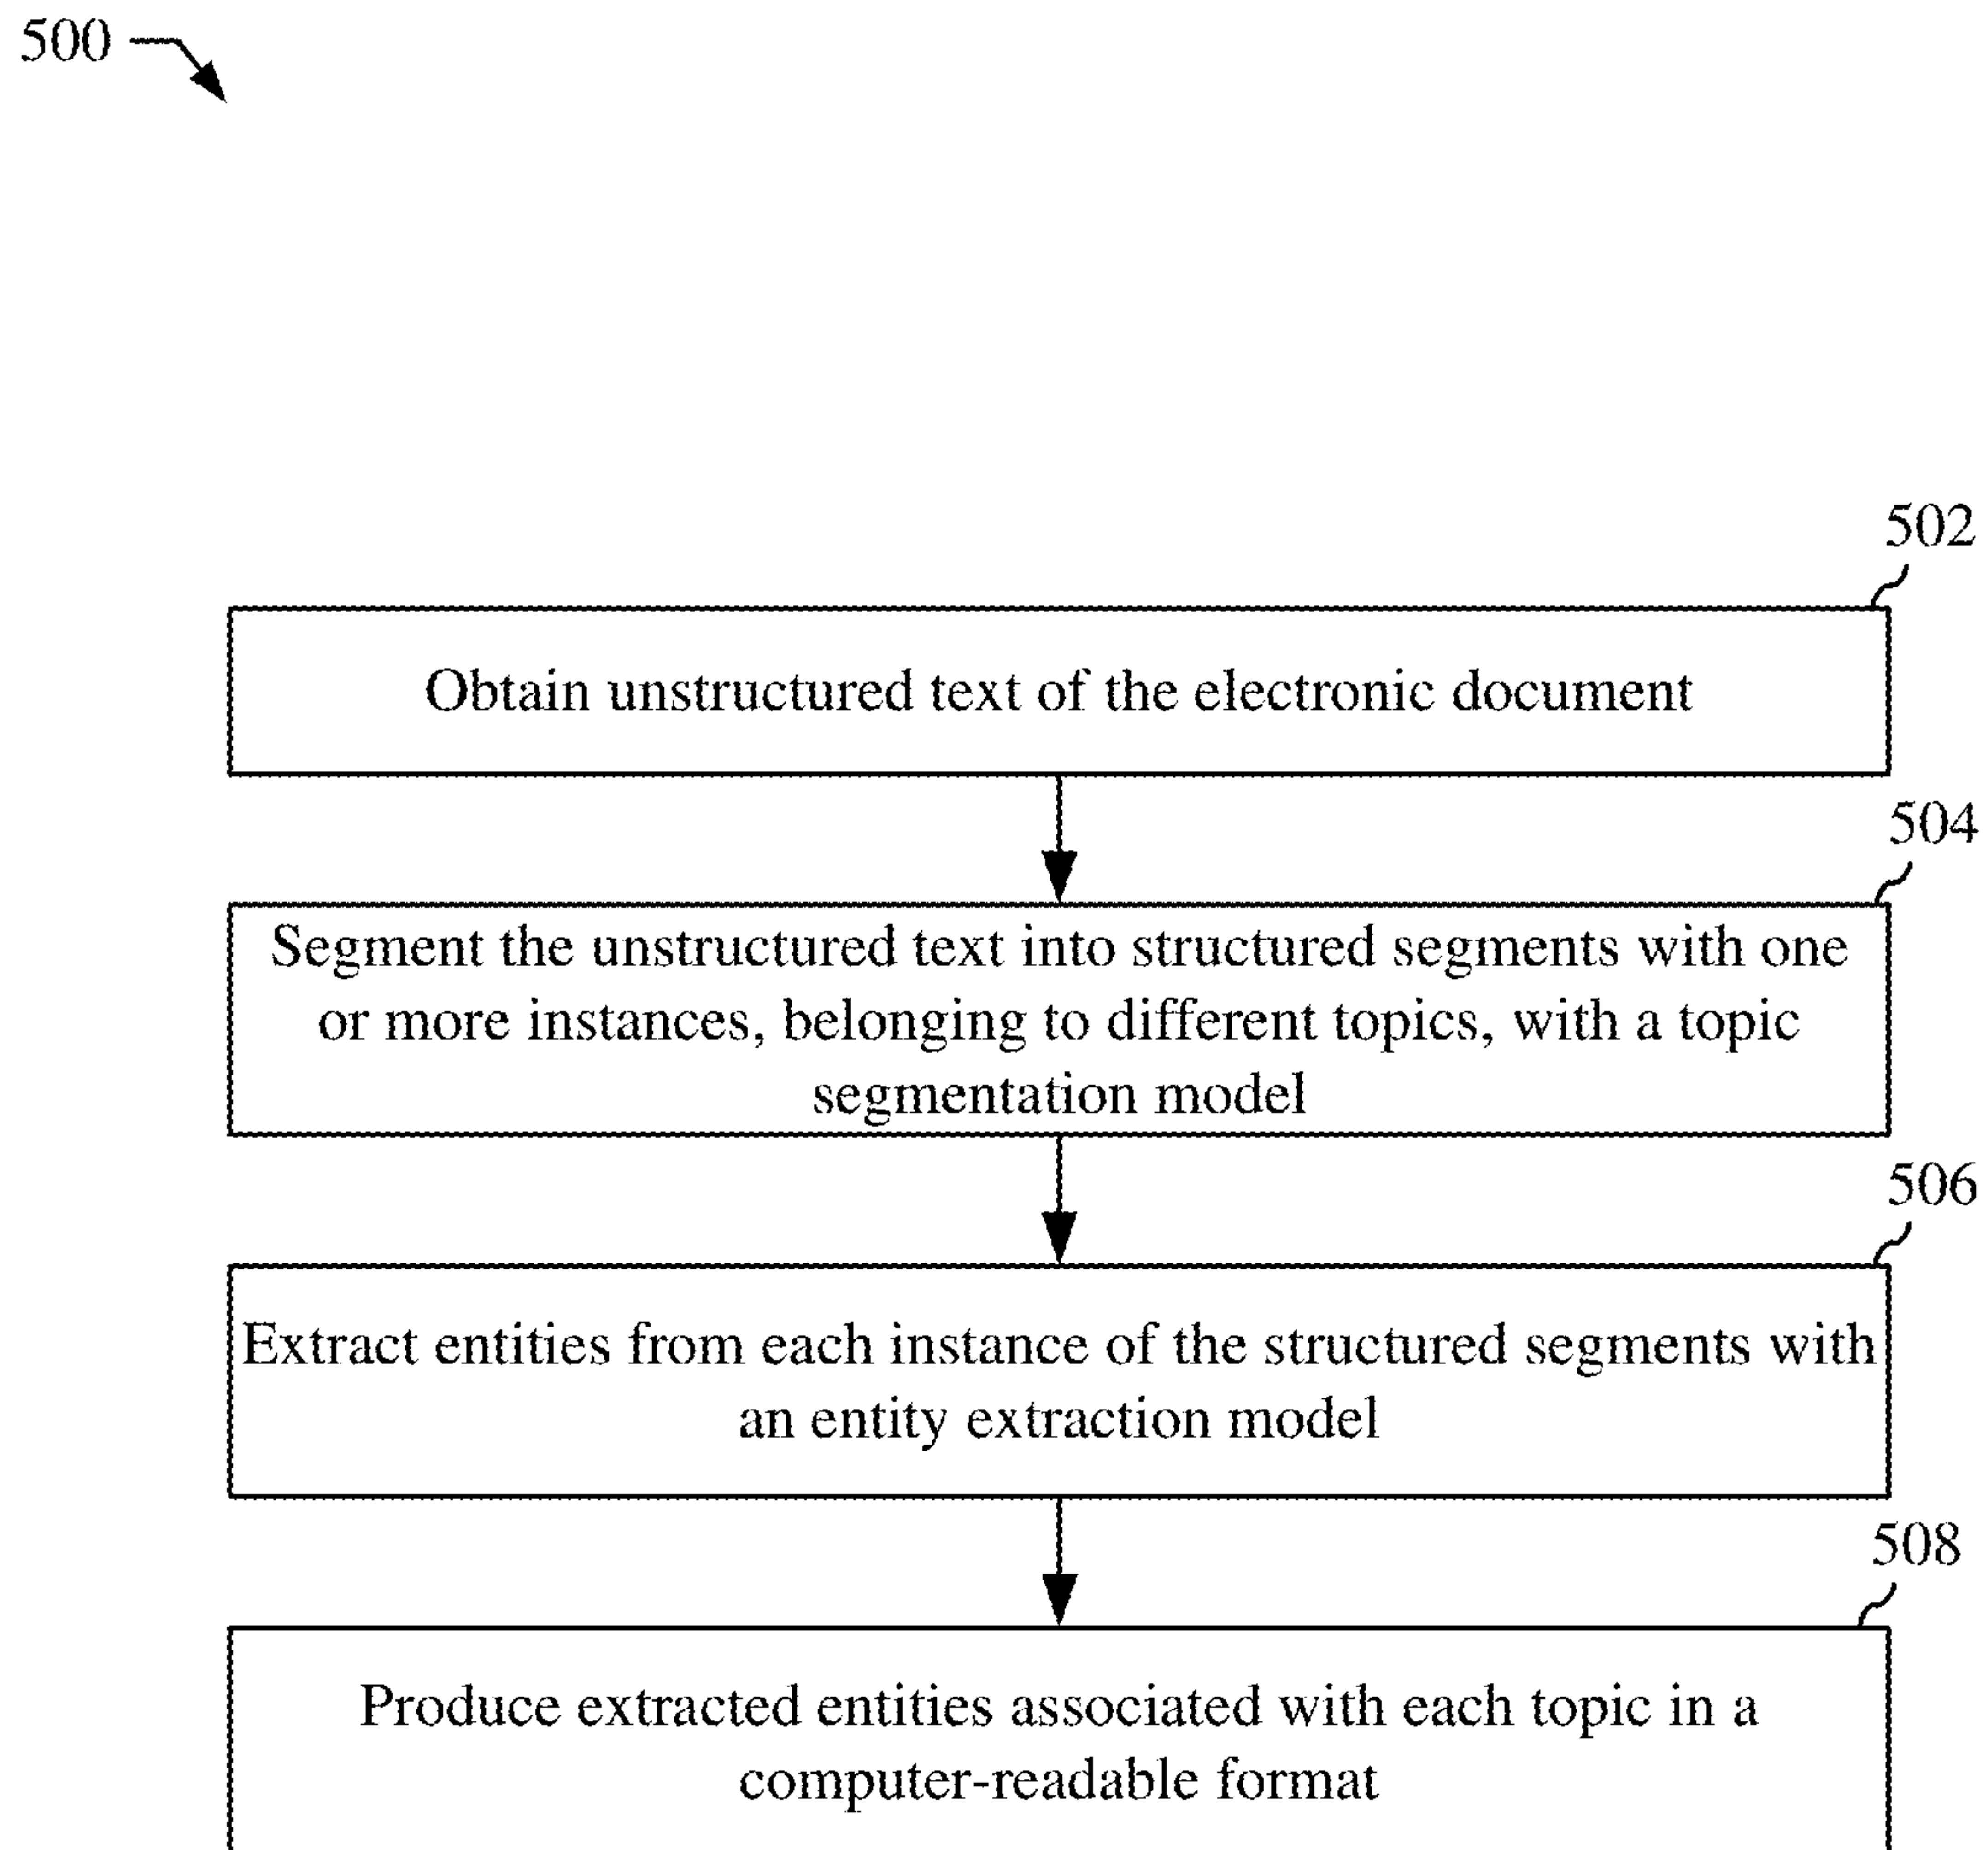 500
502
Obtain unstructured text of the electronic document
504
Segment the unstructured text into structured segments with one
or more instances, belonging to different topics, with a topic
segmentation model
506
Extract entities from each instance of the structured segments with
an entity extraction model
508
Produce extracted entities associated with each topic in a
computer-readable format